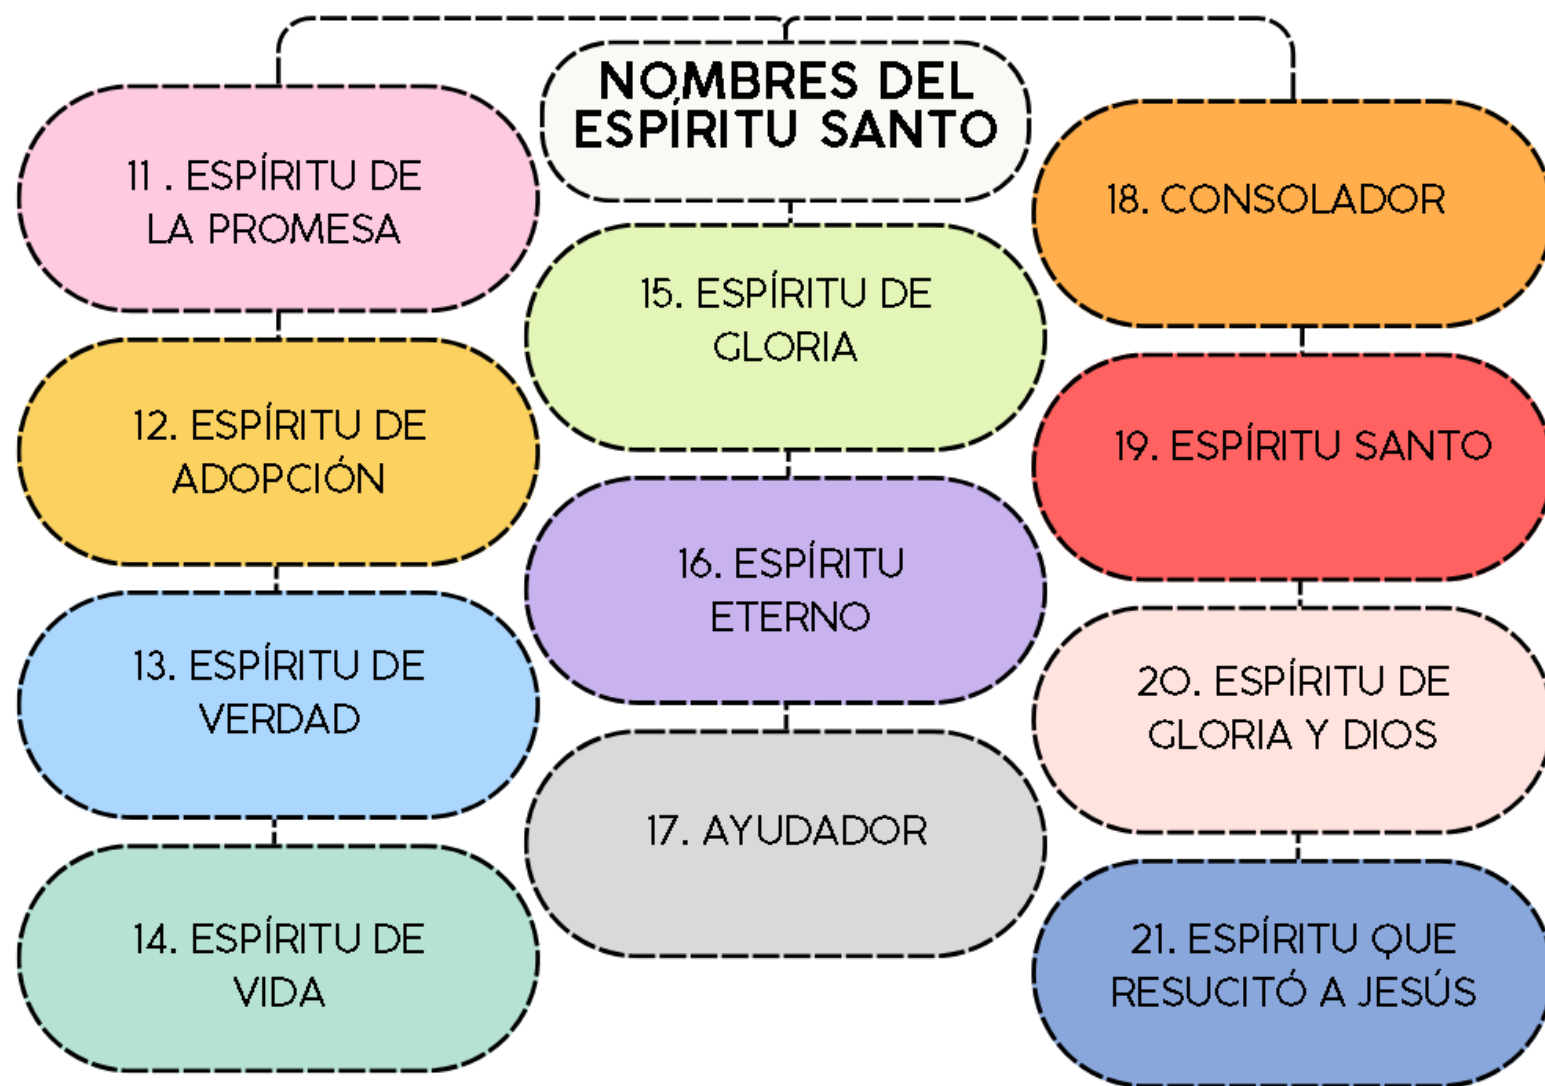 NOMBRES DEL
ESPÍRITU SANTO
11 . ESPÍRITU DE
LA PROMESA
12. ESPÍRITU DE
ADOPCIÓN
13. ESPÍRITU DE
VERDAD
14. ESPÍRITU DE
VIDA
15. ESPÍRITU DE
GLORIA
16. ESPÍRITU
ETERNO
17. AYUDADOR
18. CONSOLADOR
19. ESPÍRITU SANTO
20. ESPÍRITU DE
GLORIA Y DIOS
21. ESPÍRITU QUE
RESUCITÓ A JESÚS